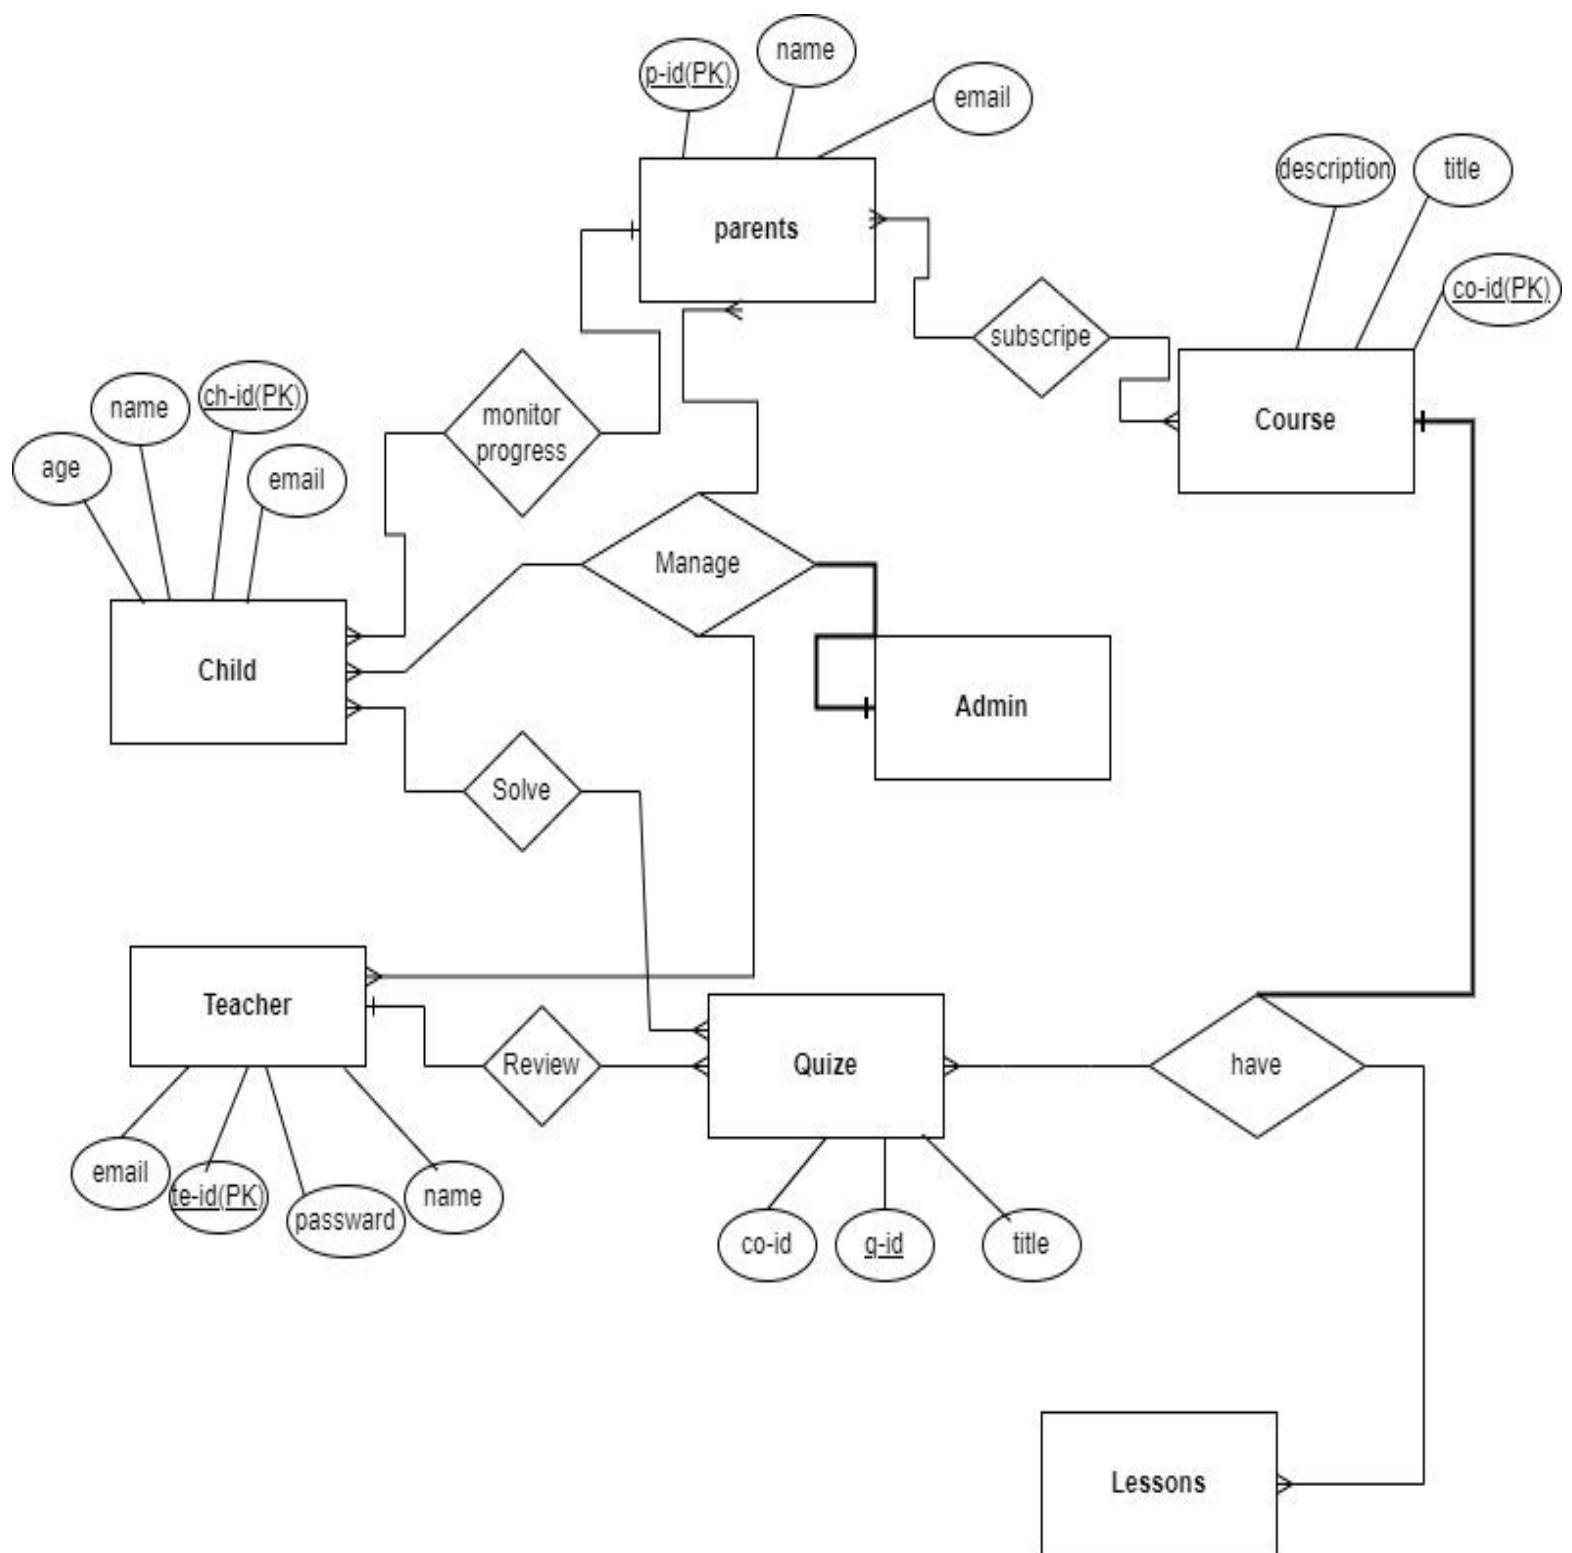 name
p-id(PK)
email
description
title
parents
co-id(PK)
subscripe
ch-id(PK)
name
monitor
progress
Course
age
email
Manage
Child
Admin
Solve
Teacher
Review
Quize
have
email
te-id(PK)
passward
name
co-id
g-id
title
Lessons